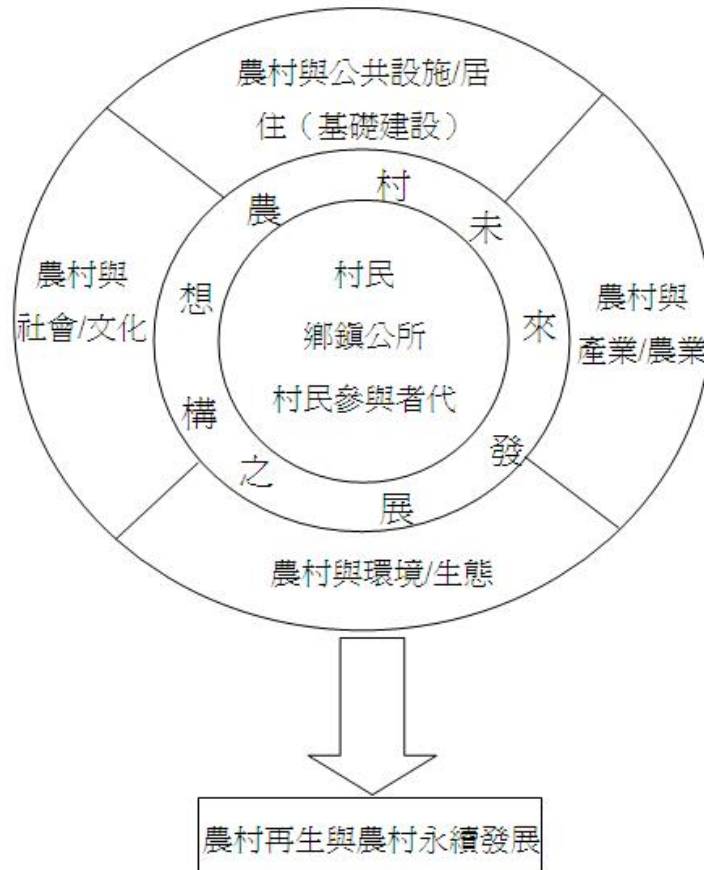 農村與公共設施/居
住（基礎建設）
農村未來發展之構想
村民
鄉鎮公所
村民參與者代
農村與
社會/文化
農村與
產業/農業
農村與環境/生態
農村再生與農村永續發展